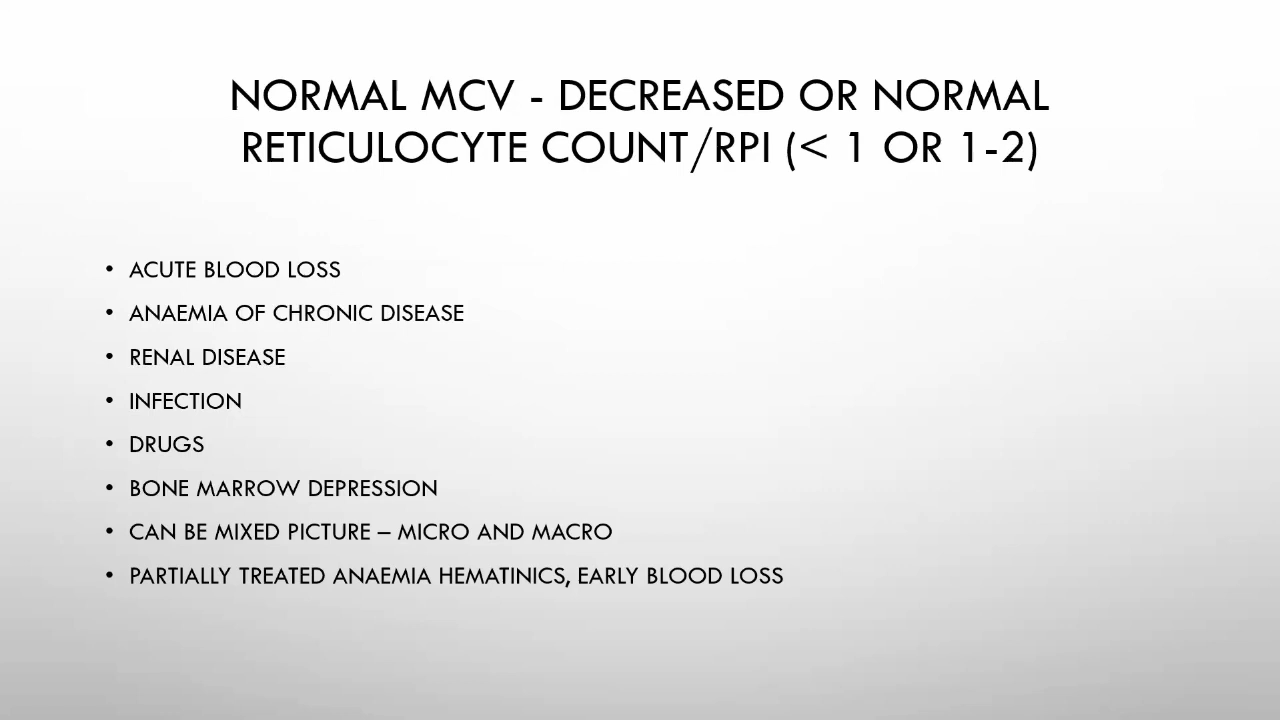 NORMAL MCV - DECREASED OR NORMAL
RETICULOCYTE COUNT/RPI (< 1 OR 1-2)
• ACUTE BLOOD LOSS
• ANAEMIA OF CHRONIC DISEASE
• RENAL DISEASE
• INFECTION
• DRUGS
• BONE MARROW DEPRESSION
• CAN BE MIXED PICTURE – MICRO AND MACRO
• PARTIALLY TREATED ANAEMIA HEMATINICS, EARLY BLOOD LOSS